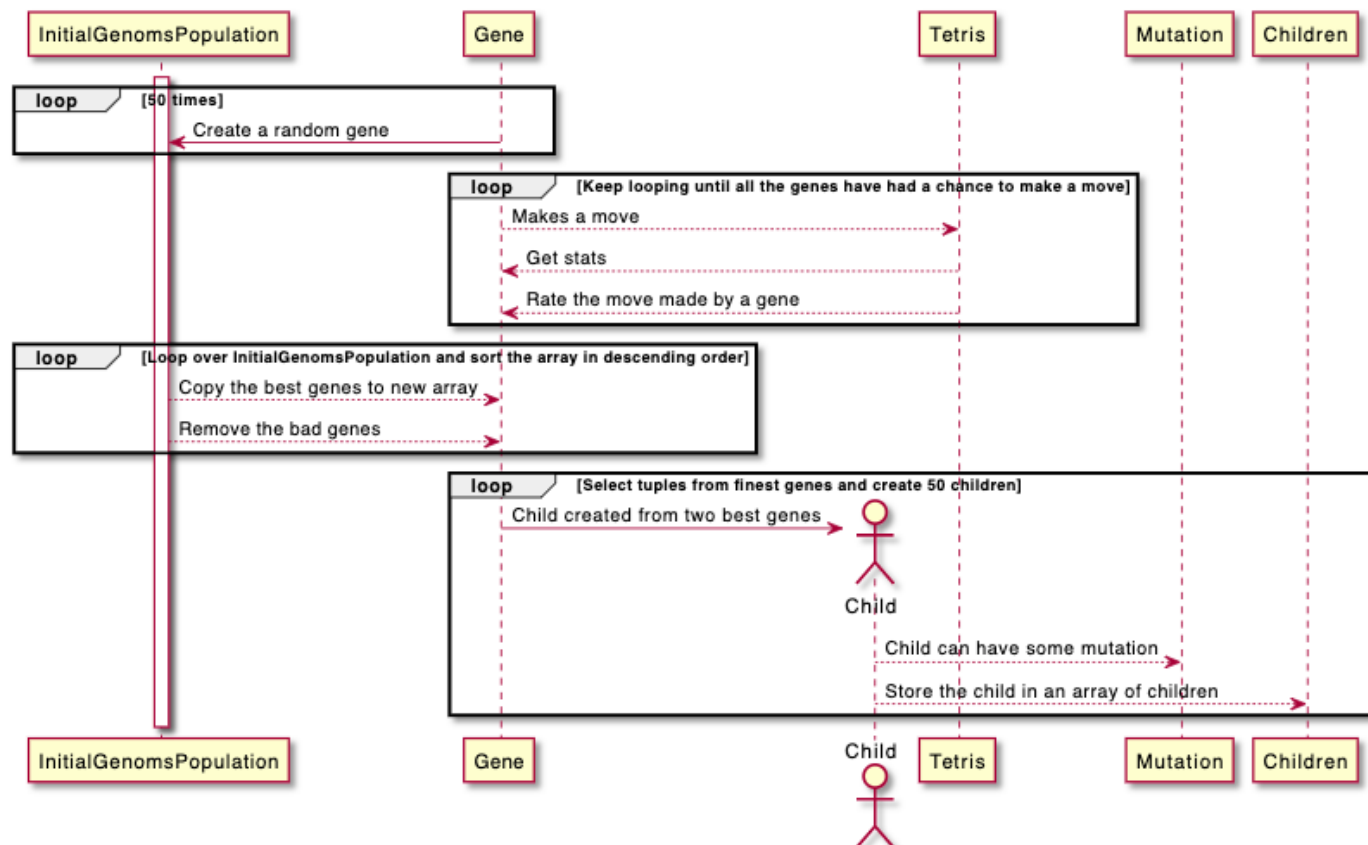 InitialGenomsPopulation
Gene
Tetris
Mutation
Children
loop
[50 times]
Create a random gene
loop
[Keep looping until all the genes have had a chance to make a move]
Makes a move
Get stats
Rate the move made by a gene
loop
[Loop over InitialGenomsPopulation and sort the array in descending order]
Copy the best genes to new array
Remove the bad genes
loop
[Select tuples from finest genes and create 50 children]
Child created from two best genes
Child
Child can have some mutation
Store the child in an array of children
InitialGenomsPopulation
Gene
Child
Tetris
Mutation
Children